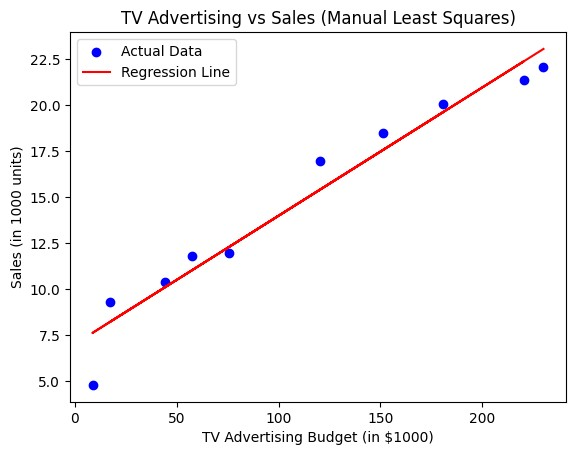 TV Advertising vs Sales (Manual Least Squares)
Actual Data
Regression Line
Sales (in 1000 units)
22.5
20.0
17.5
15.0
12.5
10.0
7.5
5.0
0 50 100 150 200
TV Advertising Budget (in $1000)